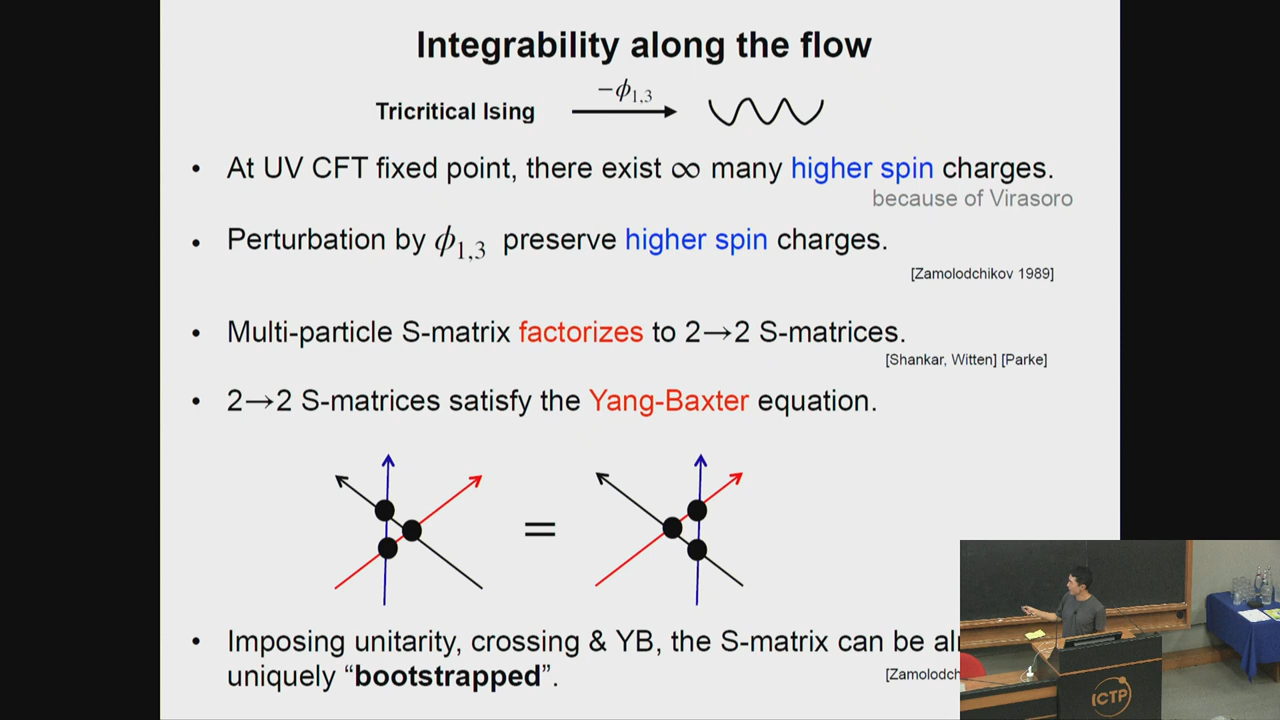 Integrability along the flow
Tricritical Ising
−ϕ1,3
• At UV CFT fixed point, there exist ∞ many higher spin charges.
because of Virasoro
• Perturbation by ϕ1,3 preserve higher spin charges.
[Zamolodchikov 1989]
• Multi-particle S-matrix factorizes to 2→2 S-matrices.
[Shankar, Witten] [Parke]
• 2→2 S-matrices satisfy the Yang-Baxter equation.
=
• Imposing unitarity, crossing & YB, the S-matrix can be
uniquely “bootstrapped”.
[Zamolodch
ICTP